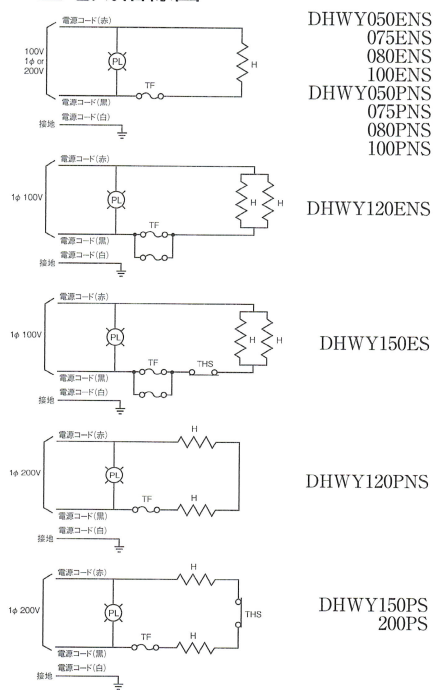 電源コード(赤)
100V
1φ or
200V
PL
H
TF
電源コード(黒)
電源コード(白)
接地
DHWY050ENS
075ENS
080ENS
100ENS
DHWY050PNS
075PNS
080PNS
100PNS
電源コード(赤)
1φ 100V
PL
H
H
TF
電源コード(黒)
電源コード(白)
接地
DHWY120ENS
電源コード(赤)
1φ 100V
PL
H
H
TF
THS
電源コード(黒)
電源コード(白)
接地
DHWY150ES
電源コード(赤)
H
1φ 200V
PL
TF
H
電源コード(黒)
電源コード(白)
接地
DHWY120PNS
電源コード(赤)
H
1φ 200V
PL
THS
TF
H
電源コード(黒)
電源コード(白)
接地
DHWY150PS
200PS